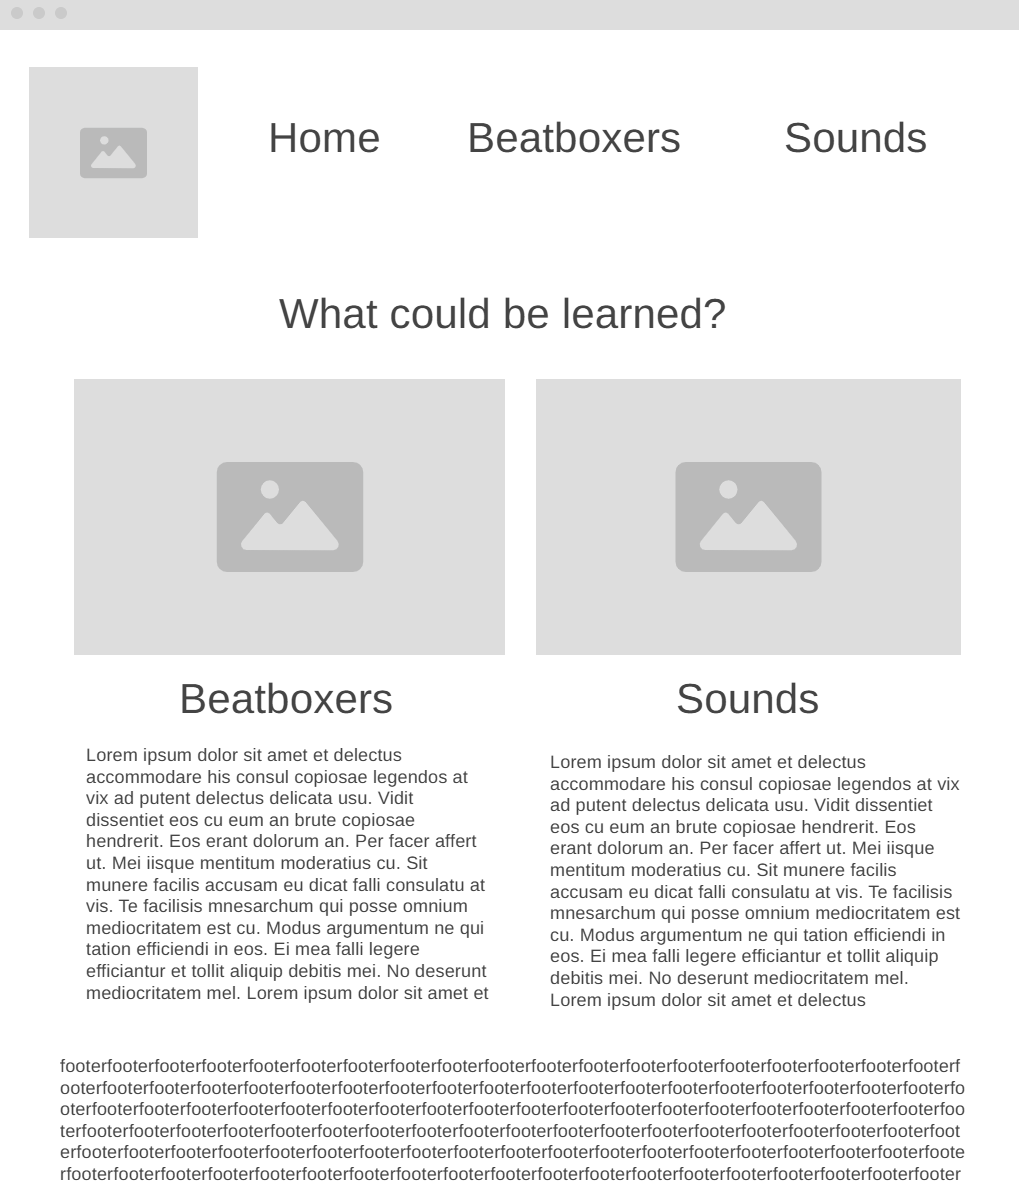 Home Beatboxers Sounds
What could be learned?
Beatboxers
Lorem ipsum dolor sit amet et delectus
accommodare his consul copiosae legendos at
vix ad putent delectus delicata usu. Vidit
dissentiet eos cu eum an brute copiosae
hendrerit. Eos erant dolorum an. Per facer affert
ut. Mei iisque mentitum moderatius cu. Sit
munere facilis accusam eu dicat falli consulatu at
vis. Te facilisis mnesarchum qui posse omnium
mediocritatem est cu. Modus argumentum ne qui
tation efficiendi in eos. Ei mea falli legere
efficiantur et tollit aliquip debitis mei. No deserunt
mediocritatem mel. Lorem ipsum dolor sit amet et
Sounds
Lorem ipsum dolor sit amet et delectus
accommodare his consul copiosae legendos at vix
ad putent delectus delicata usu. Vidit dissentiet
eos cu eum an brute copiosae hendrerit. Eos
erant dolorum an. Per facer affert ut. Mei iisque
mentitum moderatius cu. Sit munere facilis
accusam eu dicat falli consulatu at vis. Te facilisis
mnesarchum qui posse omnium mediocritatem est
cu. Modus argumentum ne qui tation efficiendi in
eos. Ei mea falli legere efficiantur et tollit aliquip
debitis mei. No deserunt mediocritatem mel.
Lorem ipsum dolor sit amet et delectus
footerfooterfooterfooterfooterfooterfooterfooterfooterfooterfooterfooterfooterfooterfooterfooterfooterfooterfooterf
ooterfooterfooterfooterfooterfooterfooterfooterfooterfooterfooterfooterfooterfooterfooterfooterfooterfooterfooterfo
oterfooterfooterfooterfooterfooterfooterfooterfooterfooterfooterfooterfooterfooterfooterfooterfooterfooterfooterfoo
terfooterfooterfooterfooterfooterfooterfooterfooterfooterfooterfooterfooterfooterfooterfooterfooterfooterfooterfoot
erfooterfooterfooterfooterfooterfooterfooterfooterfooterfooterfooterfooterfooterfooterfooterfooterfooterfooterfoote
rfooterfooterfooterfooterfooterfooterfooterfooterfooterfooterfooterfooterfooterfooterfooterfooterfooterfooterfooter